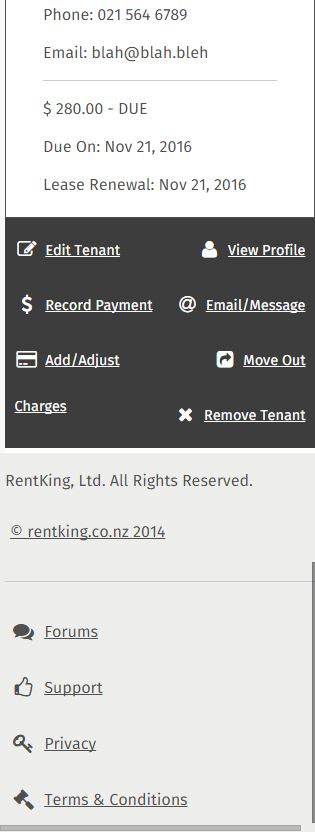 Phone: 021 564 6789
Email: blah@blah.bleh
$ 280.00 - DUE
Due On: Nov 21, 2016
Lease Renewal: Nov 21, 2016
Edit Tenant
View Profile
$ Record Payment
@ Email/Message
Add/Adjust
Charges
Move Out
Remove Tenant
RentKing, Ltd. All Rights Reserved.
© rentking.co.nz 2014
Forums
Support
Privacy
Terms & Conditions